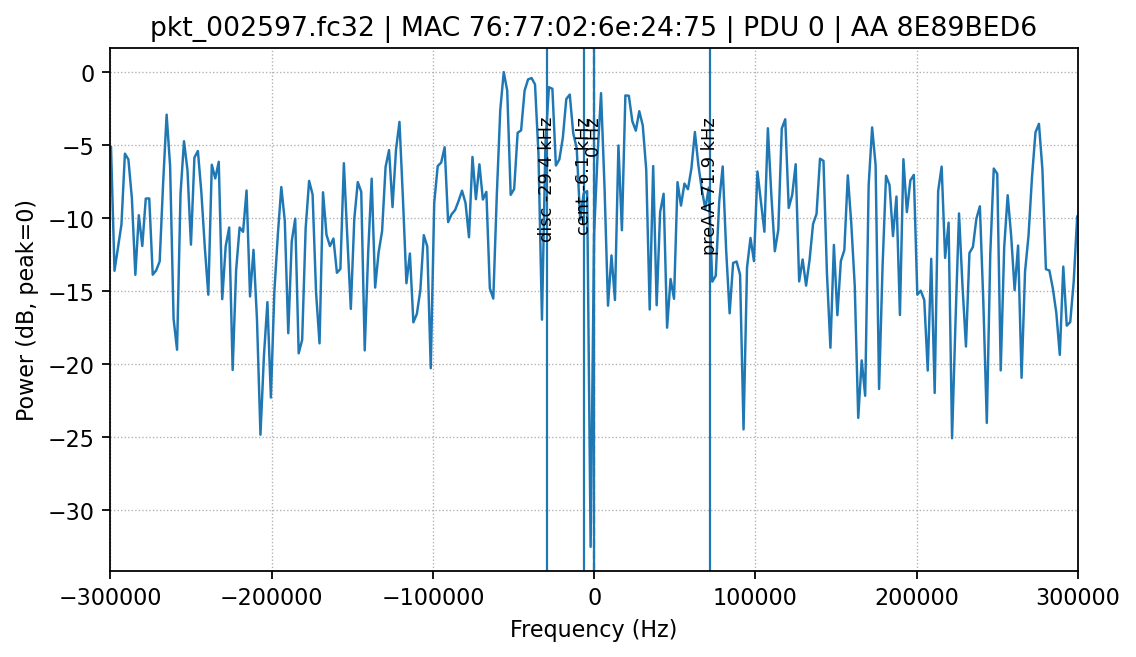 pkt_002597.fc32 | MAC 76:77:02:6e:24:75 | PDU 0 | AA 8E89BED6
Power (dB, peak=0)
0
−5
−10
−15
−20
−25
−30
disc -29.4 kHz
cent -6.1 kHz
0 Hz
preAA 71.9 kHz
−300000
−200000
−100000
0
100000
200000
300000
Frequency (Hz)